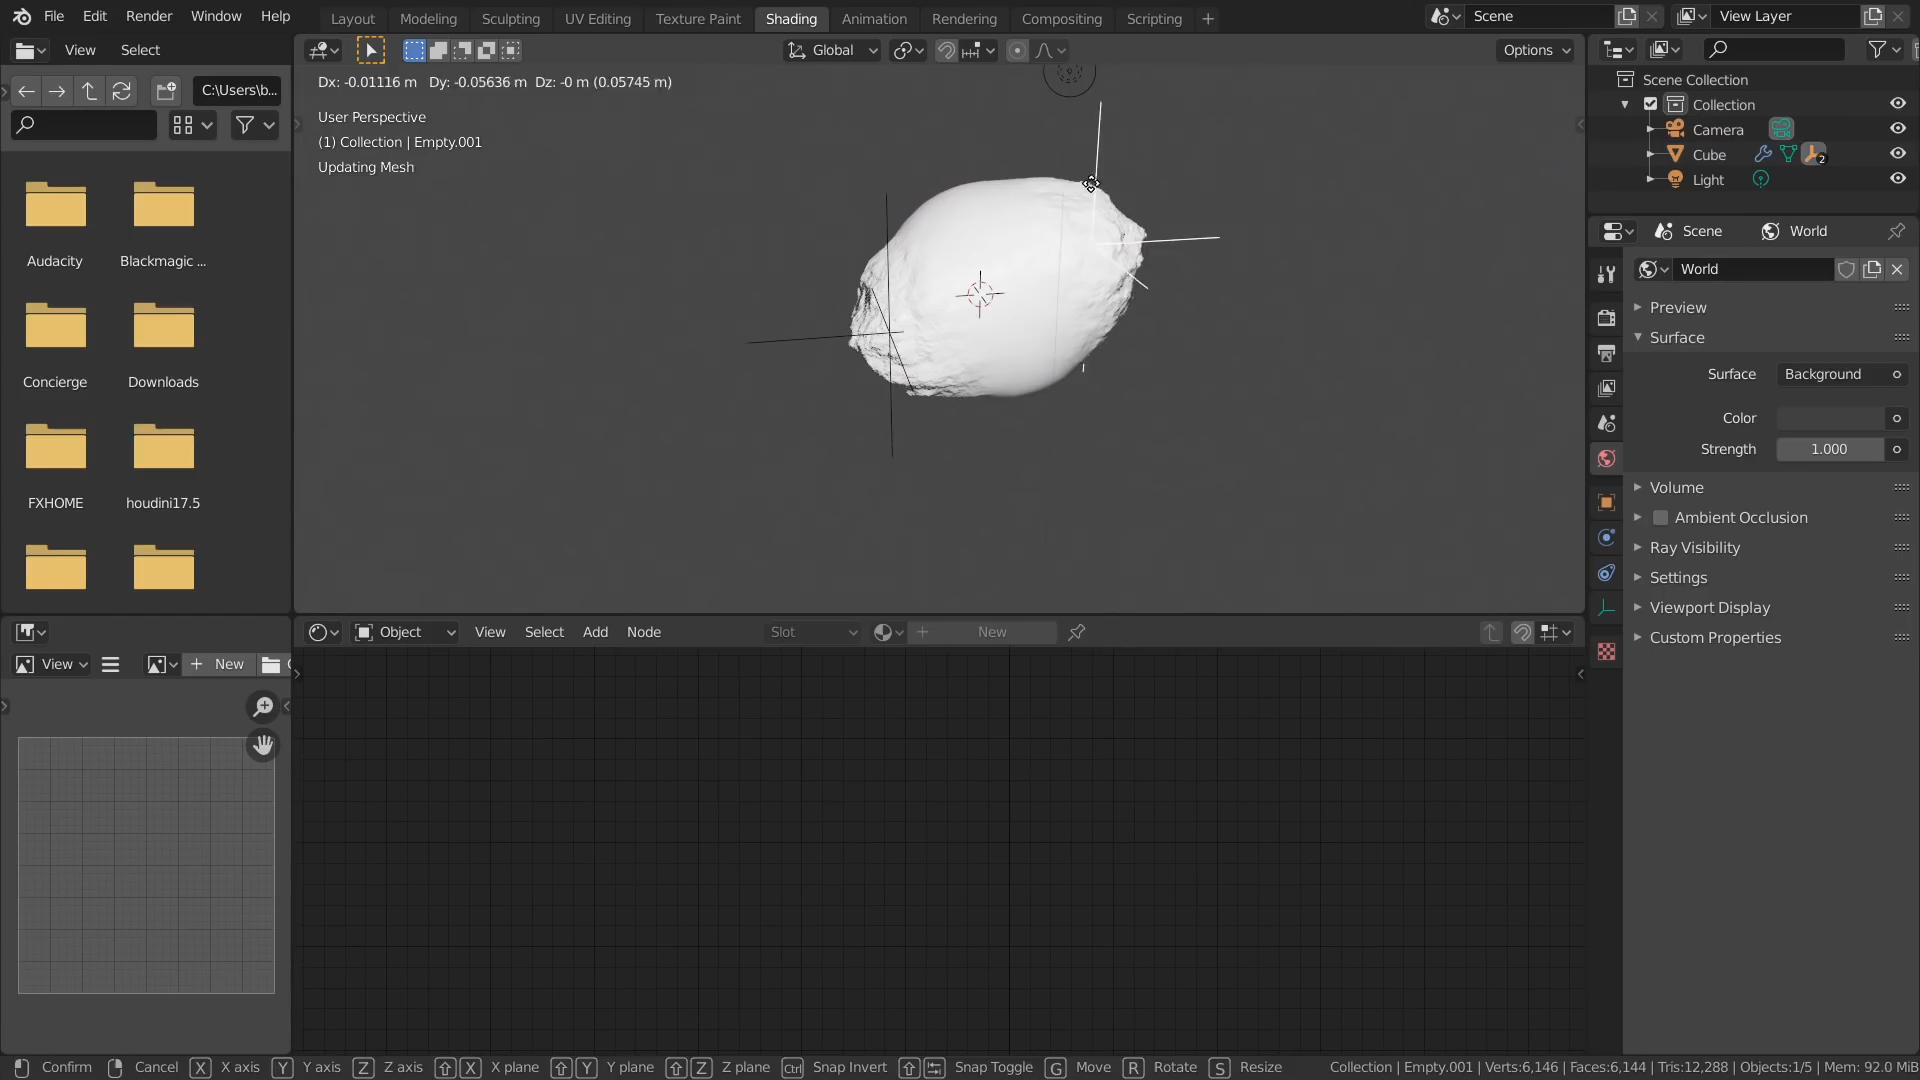 File Edit Render Window Help Layout Modeling Sculpting UV Editing Texture Paint Shading Animation Rendering Compositing Scripting + Scene View Layer
View Select
Global
Options
C:\Users\b...
Dx: -0.01116 m Dy: -0.05636 m Dz: -0 m (0.05745 m)
User Perspective
(1) Collection | Empty.001
Updating Mesh
Audacity Blackmagic ...
Concierge Downloads
FXHOME houdini17.5
Scene Collection
Collection
Camera
Cube 2
Light
Scene World
World
Preview
Surface
Surface Background
Color
Strength 1.000
Volume
Ambient Occlusion
Ray Visibility
Settings
Viewport Display
Custom Properties
Object View Select Add Node Slot + New
View + New
Confirm Cancel X X axis Y Y axis Z Z axis X X plane Y Y plane Z Z plane Ctrl Snap Invert Snap Toggle G Move R Rotate S Resize Collection | Empty.001 | Verts:6,146 | Faces:6,144 | Tris:12,288 | Objects:1/5 | Mem: 92.0 MiB